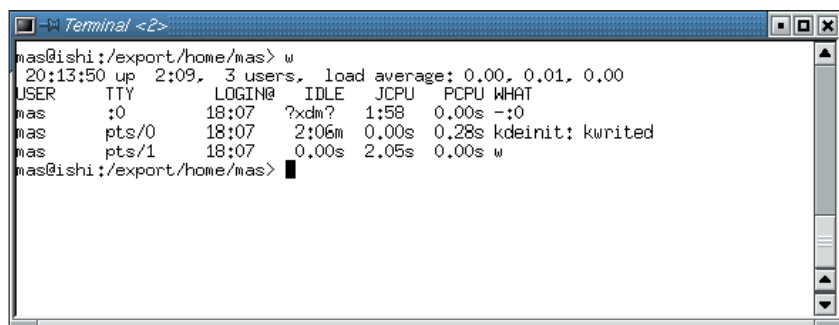 Terminal <2>
mas@ishi:/export/home/mas> w
 20:13:50 up  2:09,  3 users,  load average: 0.00, 0.01, 0.00
USER     TTY        LOGIN@   IDLE   JCPU   PCPU WHAT
mas      :0        18:07   ?xdm?   1:58   0.00s -:0
mas      pts/0     18:07    2:06m  0.00s  0.28s kdeinit: kwrited
mas      pts/1     18:07    0.00s  2.05s  0.00s w
mas@ishi:/export/home/mas>